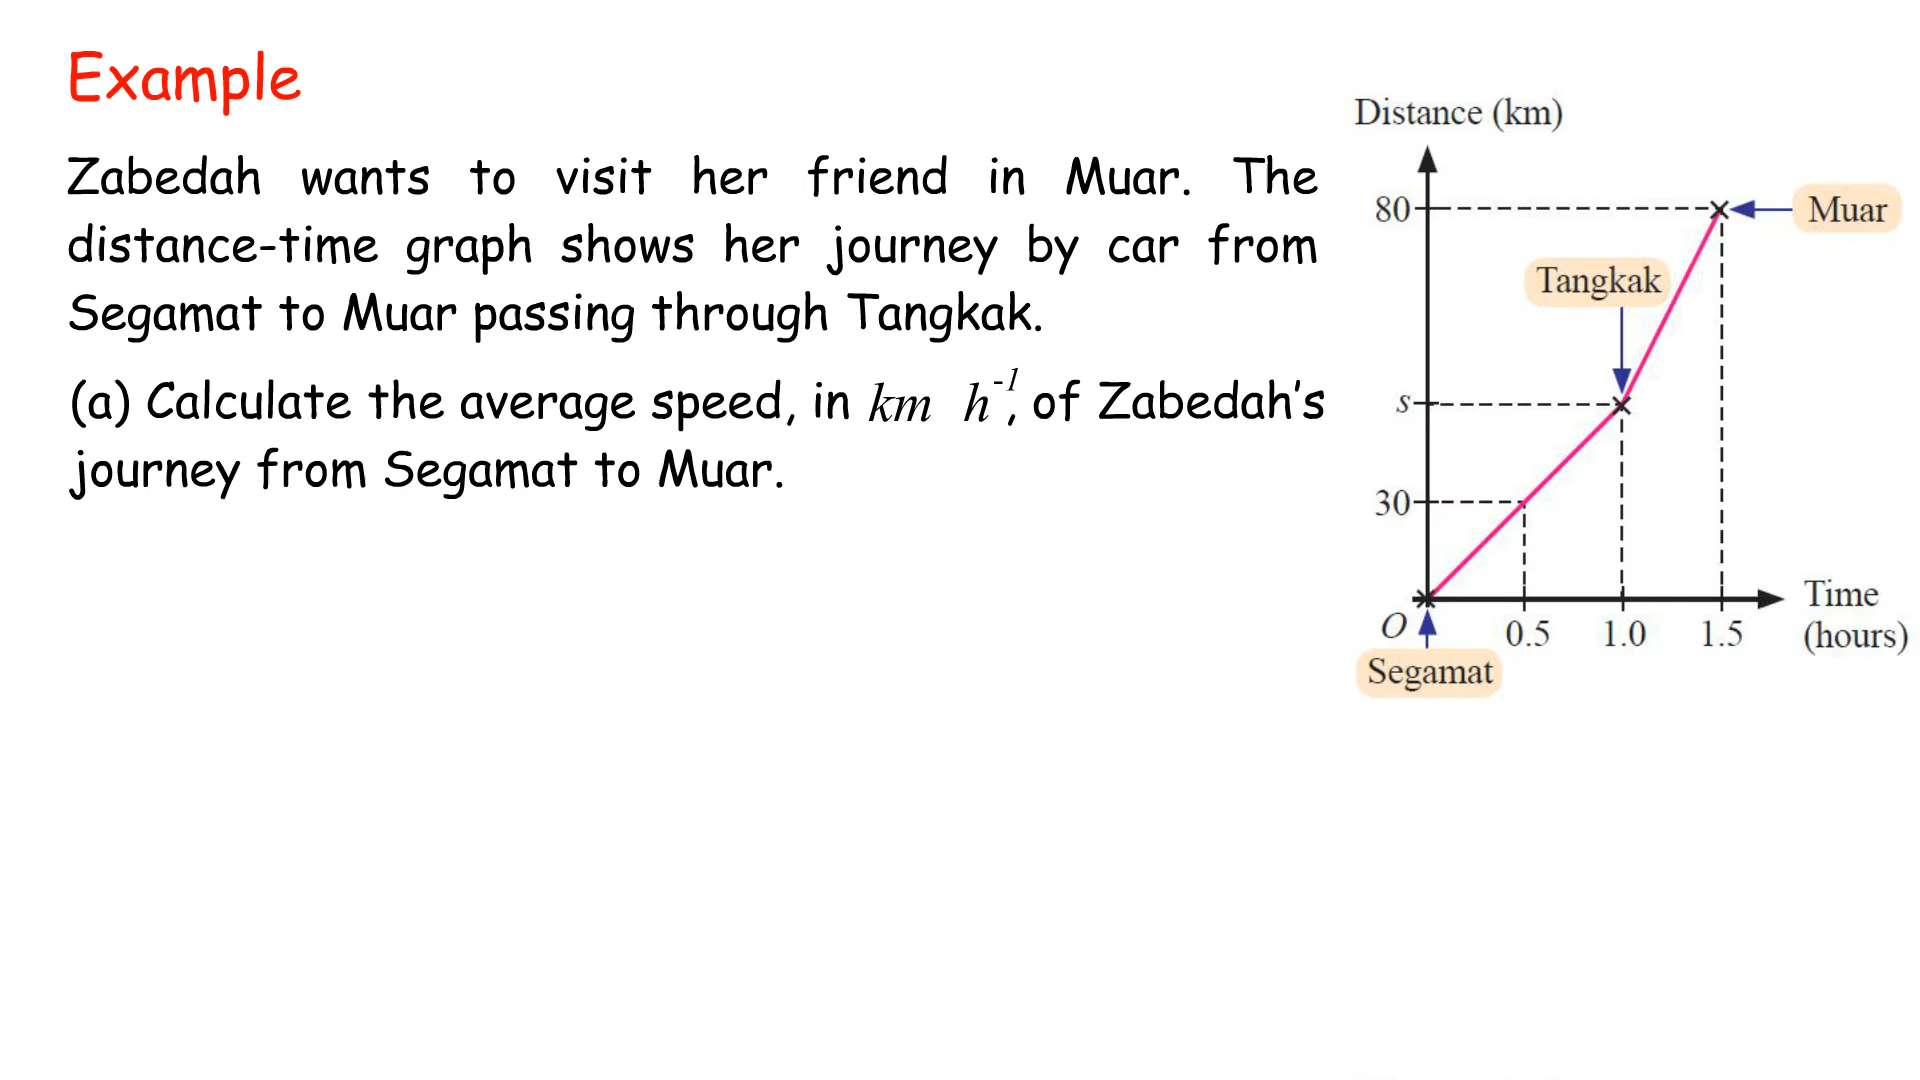 Example
Zabedah wants to visit her friend in Muar. The
distance-time graph shows her journey by car from
Segamat to Muar passing through Tangkak.
(a) Calculate the average speed, in km h⁻¹, of Zabedah's
journey from Segamat to Muar.
Distance (km)
80
Muar
Tangkak
s
30
O
0.5
1.0
1.5
Time
(hours)
Segamat